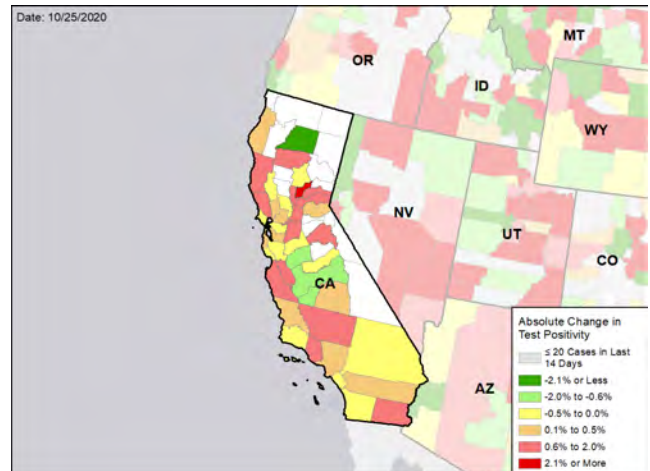 Date: 10/25/2020
MT
OR
ID
WY
NV
UT
CO
CA
AZ
Absolute Change in
Test Positivity
≤ 20 Cases in Last
14 Days
-2.1% or Less
-2.0% to -0.6%
-0.5% to 0.0%
0.1% to 0.5%
0.6% to 2.0%
2.1% or More